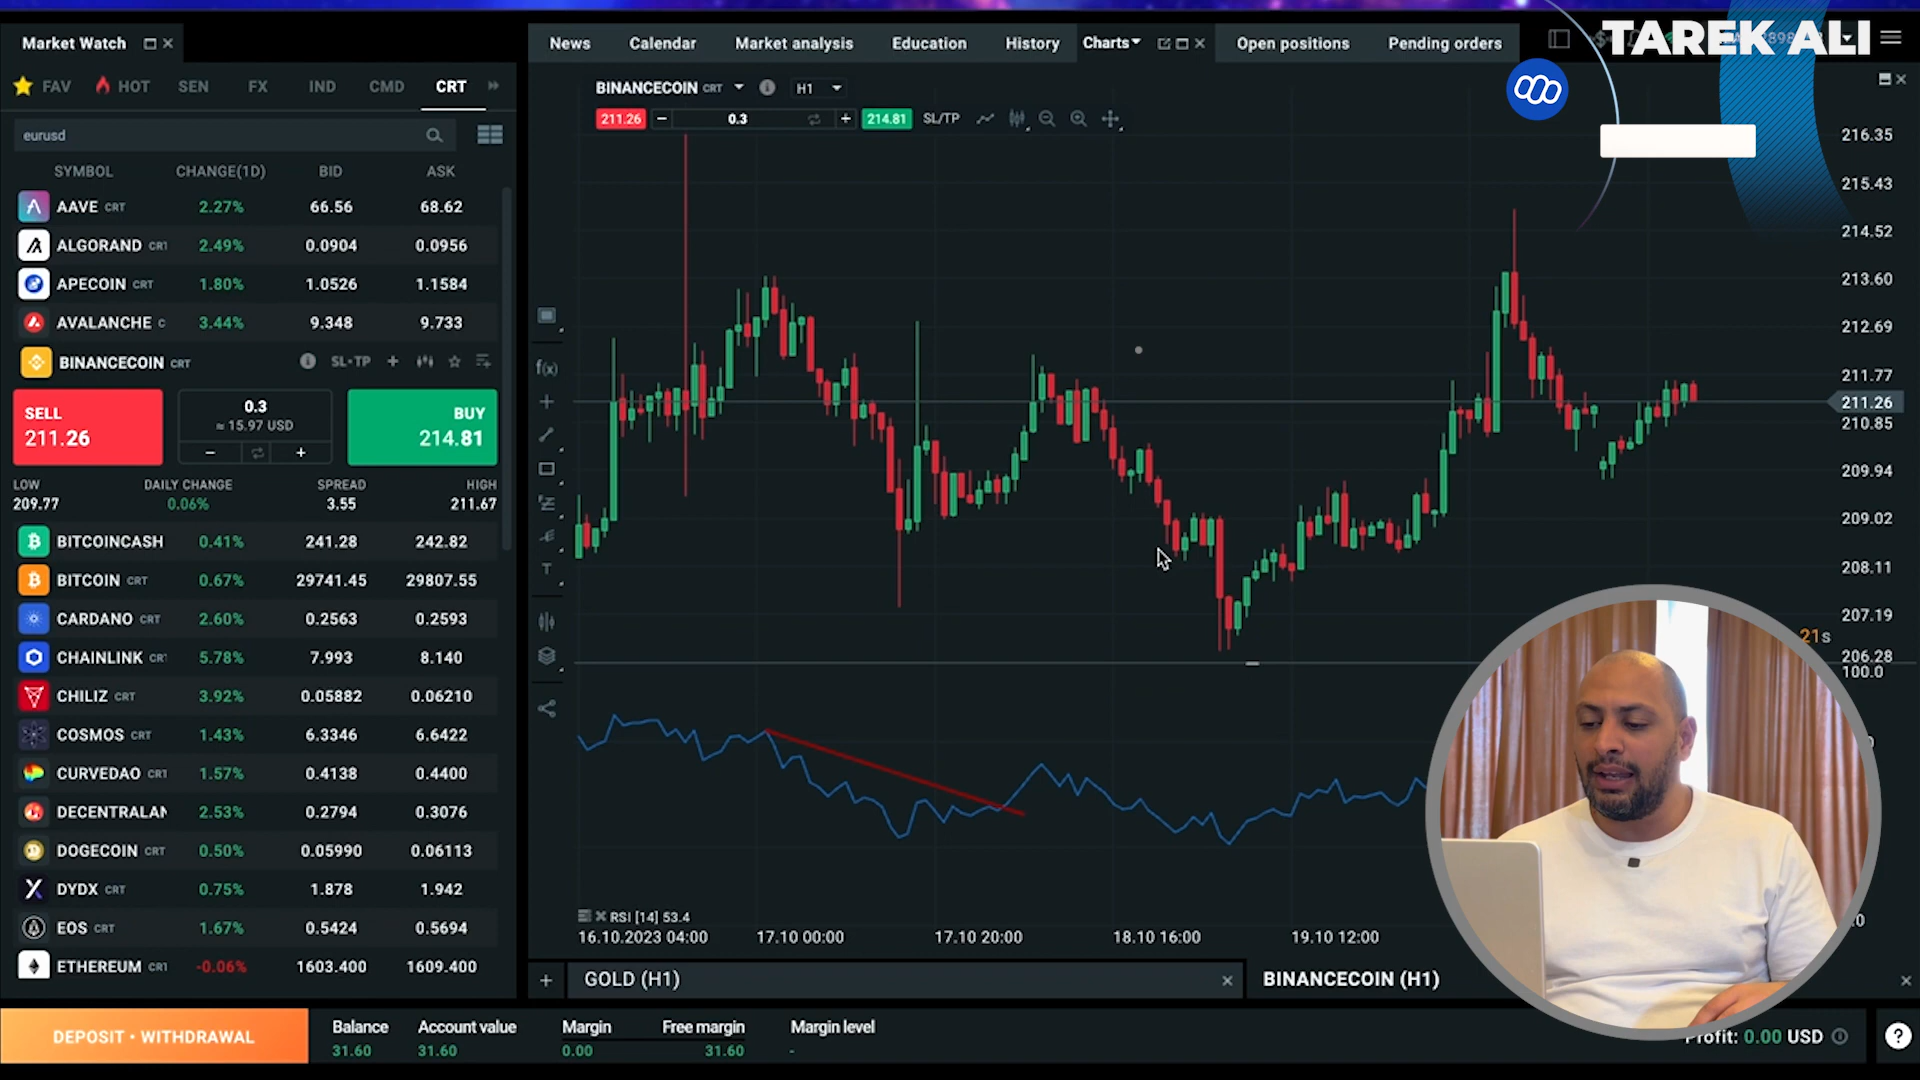 TAREK ALI
Market Watch
News Calendar Market analysis Education History Charts Open positions Pending orders
FAV HOT SEN FX IND CMD CRT
eurusd
SYMBOL CHANGE(1D) BID ASK
AAVE CRT 2.27% 66.56 68.62
ALGORAND 2.49% 0.0904 0.0956
APECOIN CRT 1.80% 1.0526 1.1584
AVALANCHE C 3.44% 9.348 9.733
BINANCECOIN CRT SL•TP
SELL 211.26
0.3
≈ 15.97 USD
− +
BUY 214.81
LOW DAILY CHANGE SPREAD HIGH
209.77 0.06% 3.55 211.67
BITCOINCASH 0.41% 241.28 242.82
BITCOIN CRT 0.67% 29741.45 29807.55
CARDANO CRT 2.60% 0.2563 0.2593
CHAINLINK 5.78% 7.993 8.140
CHILIZ CRT 3.92% 0.05882 0.06210
COSMOS CRT 1.43% 6.3346 6.6422
CURVEDAO 1.57% 0.4138 0.4400
DECENTRALAN 2.53% 0.2794 0.3076
DOGECOIN CRT 0.50% 0.05990 0.06113
DYDX CRT 0.75% 1.878 1.942
EOS CRT 1.67% 0.5424 0.5694
ETHEREUM -0.06% 1603.400 1609.400
BINANCECOIN CRT H1
211.26 − 0.3 + 214.81 SL/TP
f(x)
T
216.35
215.43
214.52
213.60
212.69
211.77
211.26
210.85
209.94
209.02
208.11
207.19
21s
206.28
100.0
RSI [14] 53.4
16.10.2023 04:00 17.10 00:00 17.10 20:00 18.10 16:00 19.10 12:00
+ GOLD (H1) BINANCECOIN (H1)
DEPOSIT • WITHDRAWAL
Balance Account value Margin Free margin Margin level
31.60 31.60 0.00 31.60 -
Profit: 0.00 USD
?